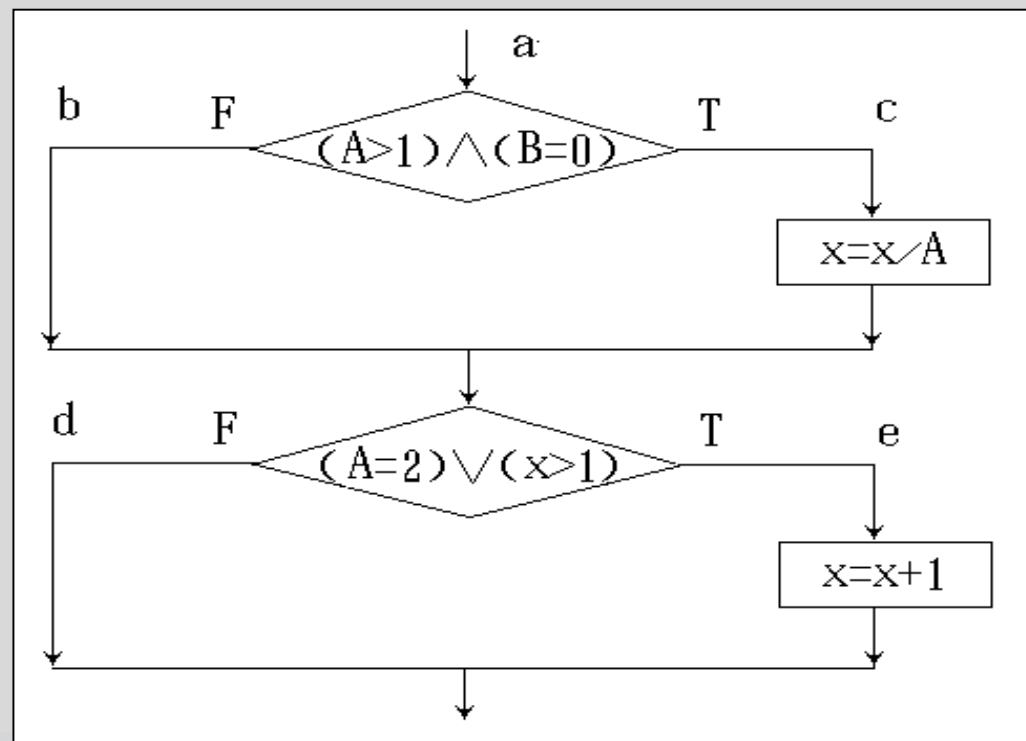 a
b F T c
(A>1)∧(B=0)
x=x/A
d F T e
(A=2)∨(x>1)
x=x+1